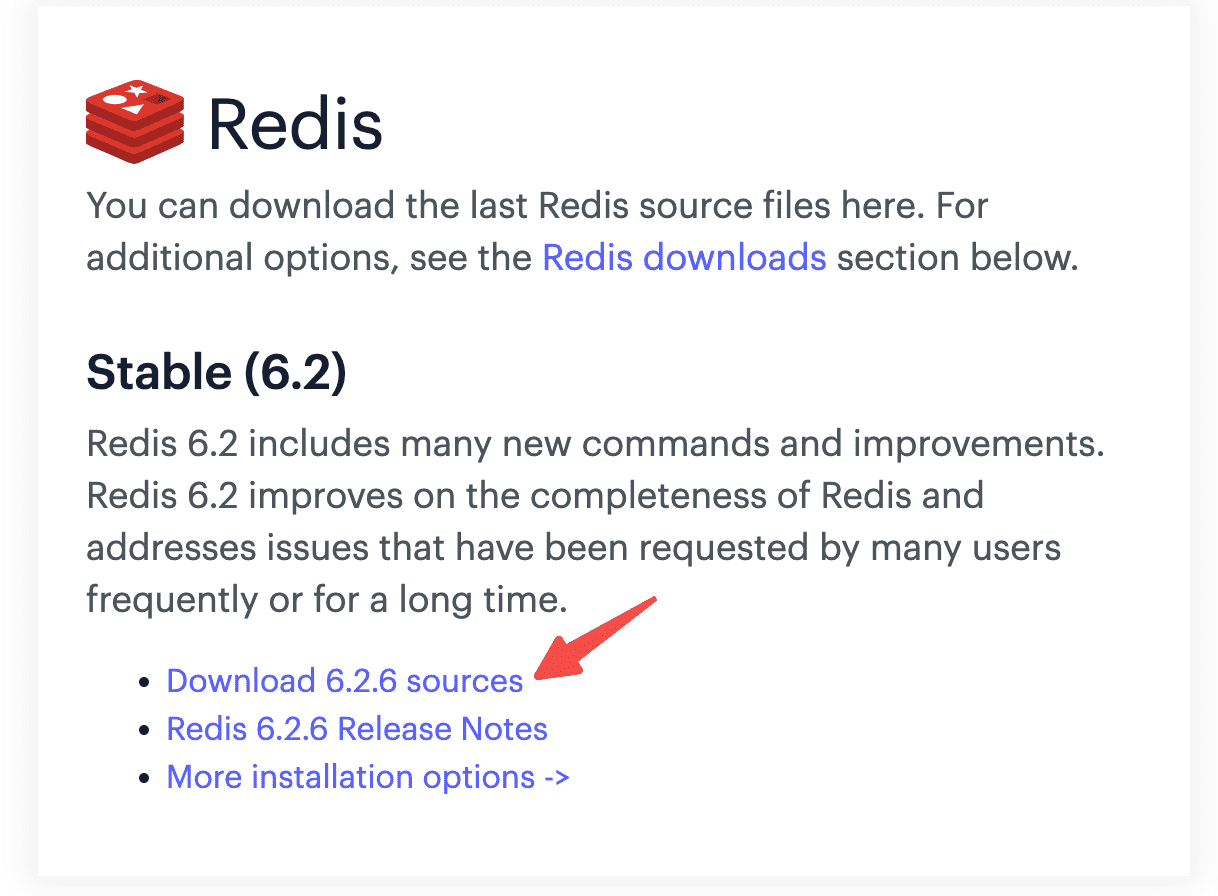 Redis
You can download the last Redis source files here. For
additional options, see the Redis downloads section below.
Stable (6.2)
Redis 6.2 includes many new commands and improvements.
Redis 6.2 improves on the completeness of Redis and
addresses issues that have been requested by many users
frequently or for a long time.
• Download 6.2.6 sources
• Redis 6.2.6 Release Notes
• More installation options ->